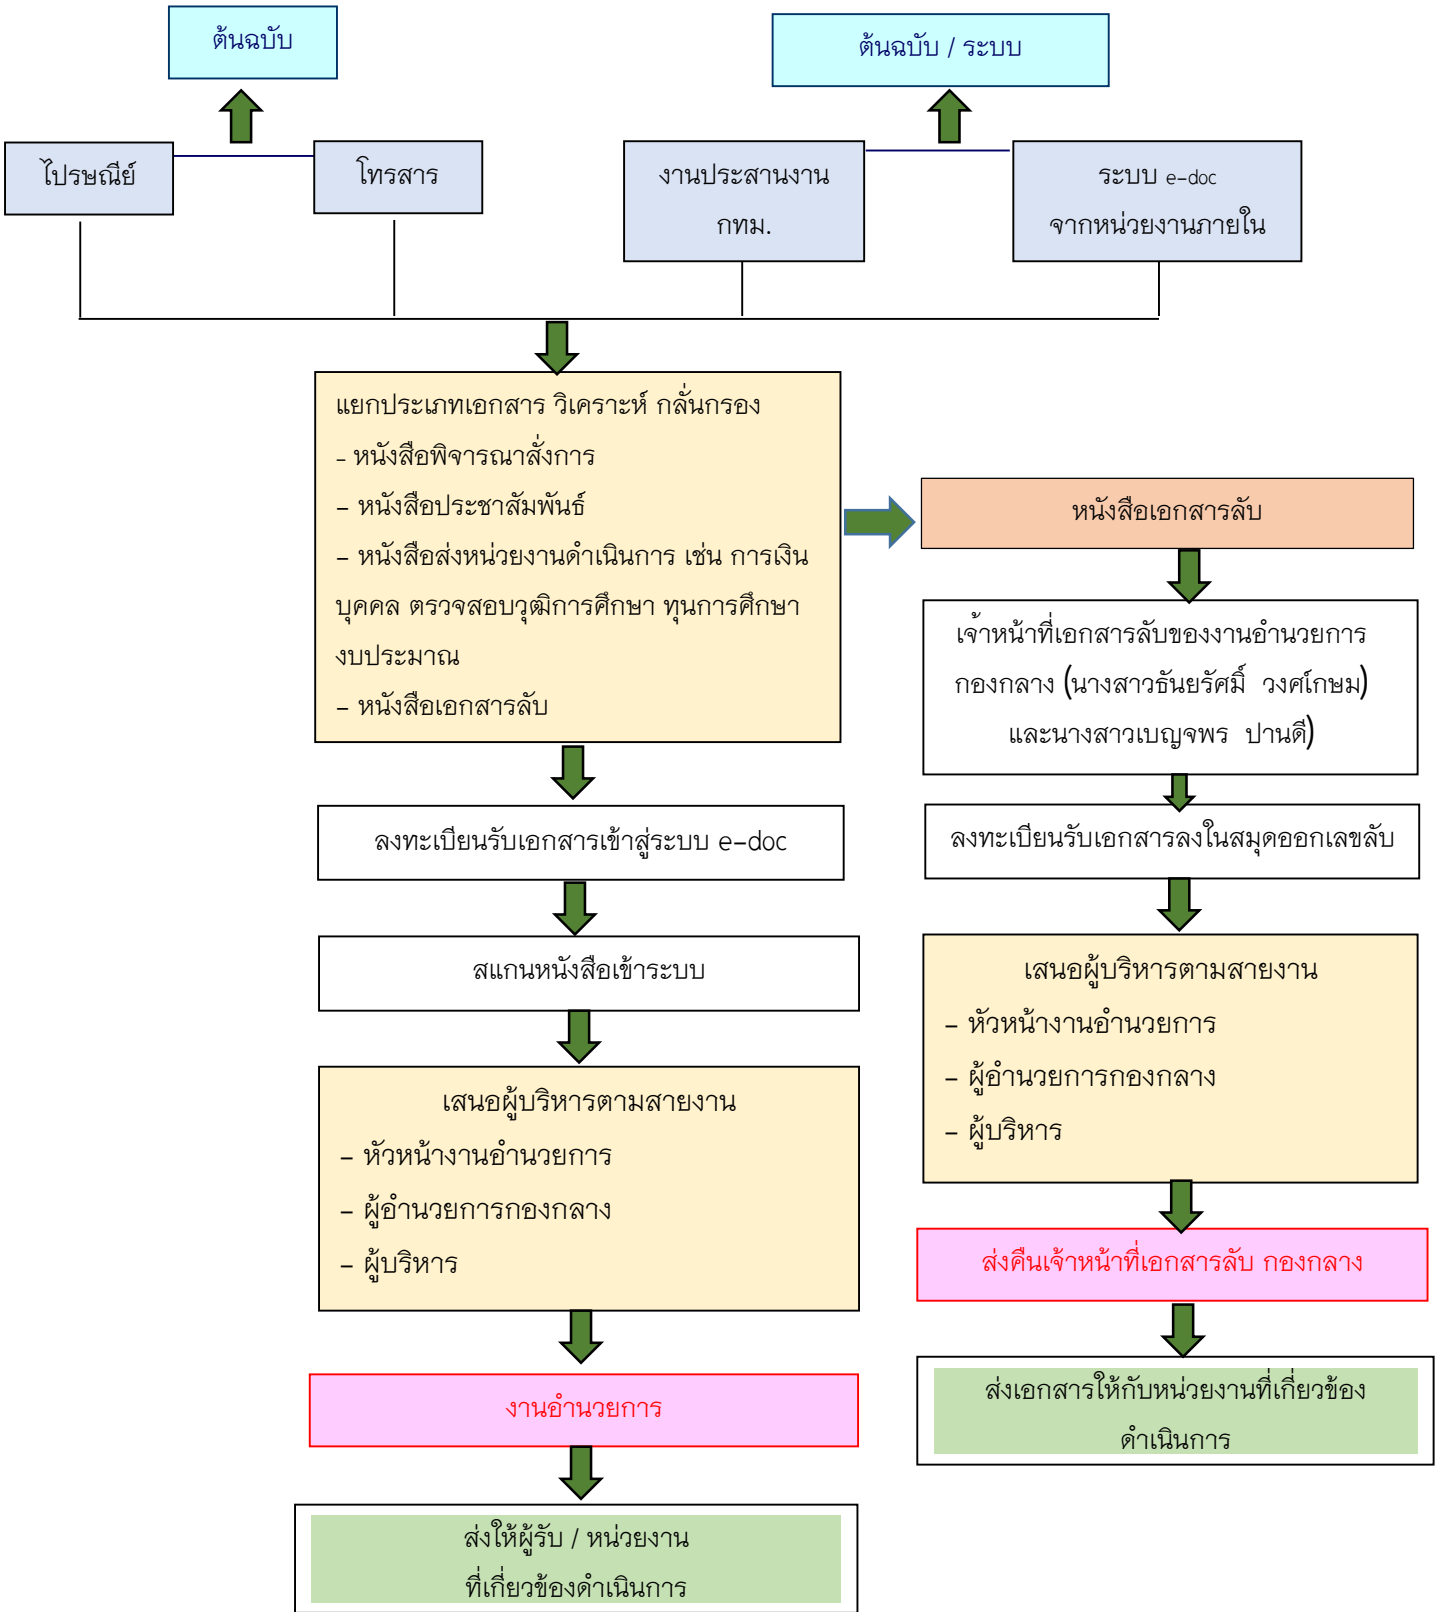 ต้นฉบับ
ต้นฉบับ / ระบบ
ไปรษณีย์
โทรสาร
งานประสานงาน
กทม.
ระบบ e-doc
จากหน่วยงานภายใน
แยกประเภทเอกสาร วิเคราะห์ กลั่นกรอง
- หนังสือพิจารณาสั่งการ
- หนังสือประชาสัมพันธ์
- หนังสือส่งหน่วยงานดำเนินการ เช่น การเงิน
บุคคล ตรวจสอบวุฒิการศึกษา ทุนการศึกษา
งบประมาณ
- หนังสือเอกสารลับ
ลงทะเบียนรับเอกสารเข้าสู่ระบบ e-doc
สแกนหนังสือเข้าระบบ
เสนอผู้บริหารตามสายงาน
- หัวหน้างานอำนวยการ
- ผู้อำนวยการกองกลาง
- ผู้บริหาร
งานอำนวยการ
ส่งให้ผู้รับ / หน่วยงาน
ที่เกี่ยวข้องดำเนินการ
หนังสือเอกสารลับ
เจ้าหน้าที่เอกสารลับของงานอำนวยการ
กองกลาง (นางสาวธันยรัศมิ์ วงศ์เกษม)
และนางสาวเบญจพร ปานดี)
ลงทะเบียนรับเอกสารลงในสมุดออกเลขลับ
เสนอผู้บริหารตามสายงาน
- หัวหน้างานอำนวยการ
- ผู้อำนวยการกองกลาง
- ผู้บริหาร
ส่งคืนเจ้าหน้าที่เอกสารลับ กองกลาง
ส่งเอกสารให้กับหน่วยงานที่เกี่ยวข้อง
ดำเนินการ